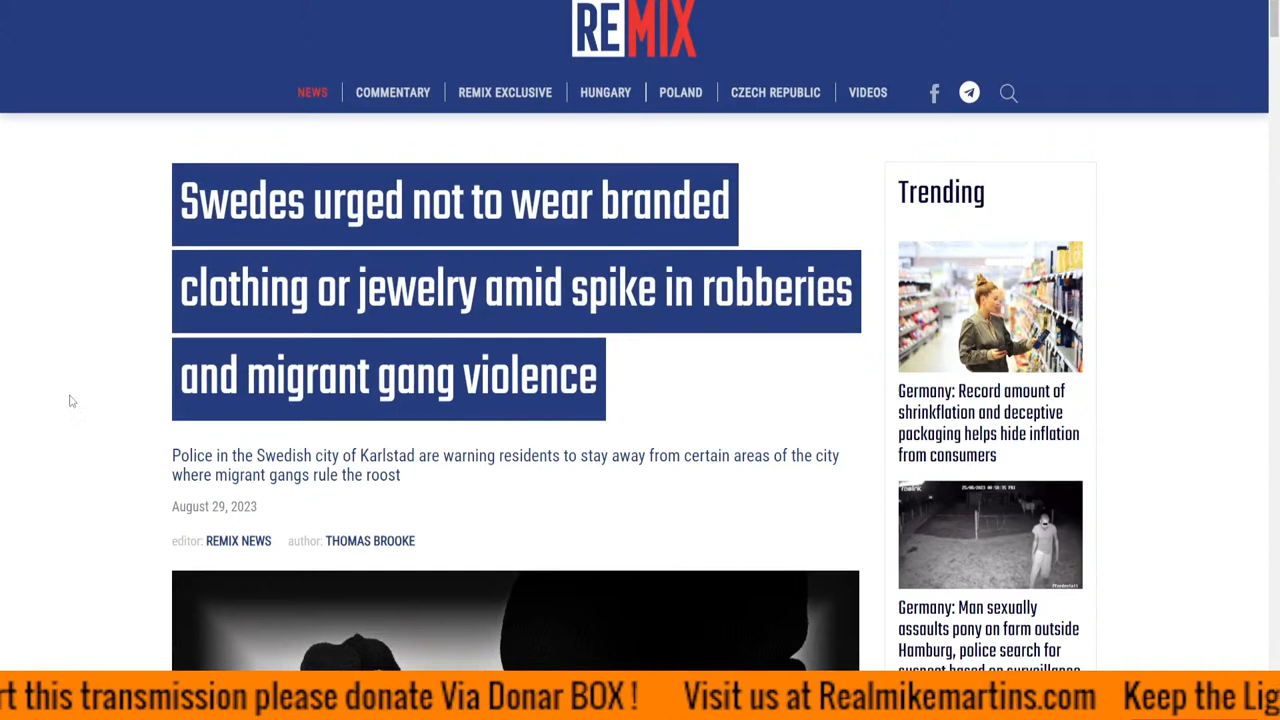 REMIX
NEWS
COMMENTARY
REMIX EXCLUSIVE
HUNGARY
POLAND
CZECH REPUBLIC
VIDEOS
Swedes urged not to wear branded
clothing or jewelry amid spike in robberies
and migrant gang violence
Police in the Swedish city of Karlstad are warning residents to stay away from certain areas of the city
where migrant gangs rule the roost
August 29, 2023
editor: REMIX NEWS author: THOMAS BROOKE
Trending
Germany: Record amount of
shrinkflation and deceptive
packaging helps hide inflation
from consumers
Germany: Man sexually
assaults pony on farm outside
Hamburg, police search for
suspect based on surveillance
rt this transmission please donate Via Donar BOX ! Visit us at Realmikemartins.com Keep the Lig